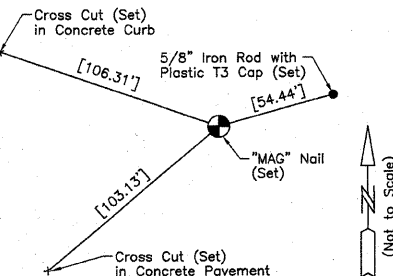 Cross Cut (Set)
in Concrete Curb
5/8" Iron Rod with
Plastic T3 Cap (Set)
[106.31']
[54.44']
"MAG" Nail
(Set)
[103.13']
N
(Not to Scale)
Cross Cut (Set)
in Concrete Pavement